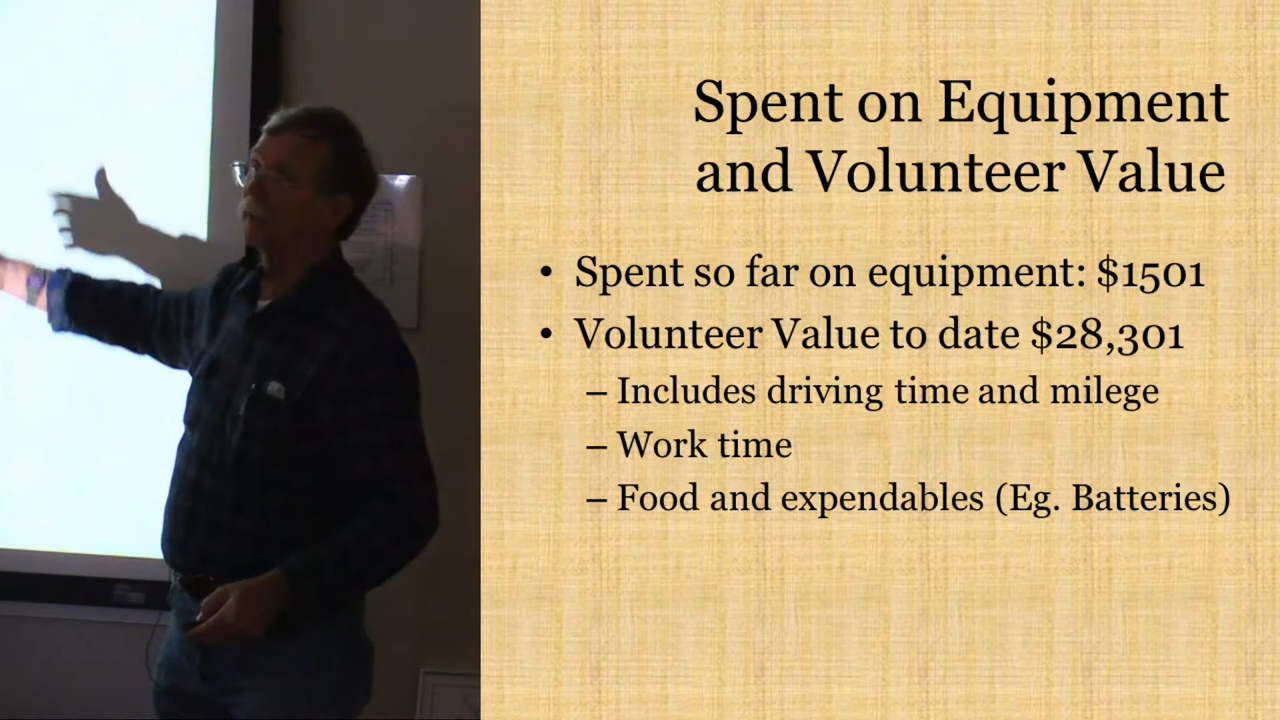 Spent on Equipment
and Volunteer Value
• Spent so far on equipment: $1501
• Volunteer Value to date $28,301
– Includes driving time and milege
– Work time
– Food and expendables (Eg. Batteries)